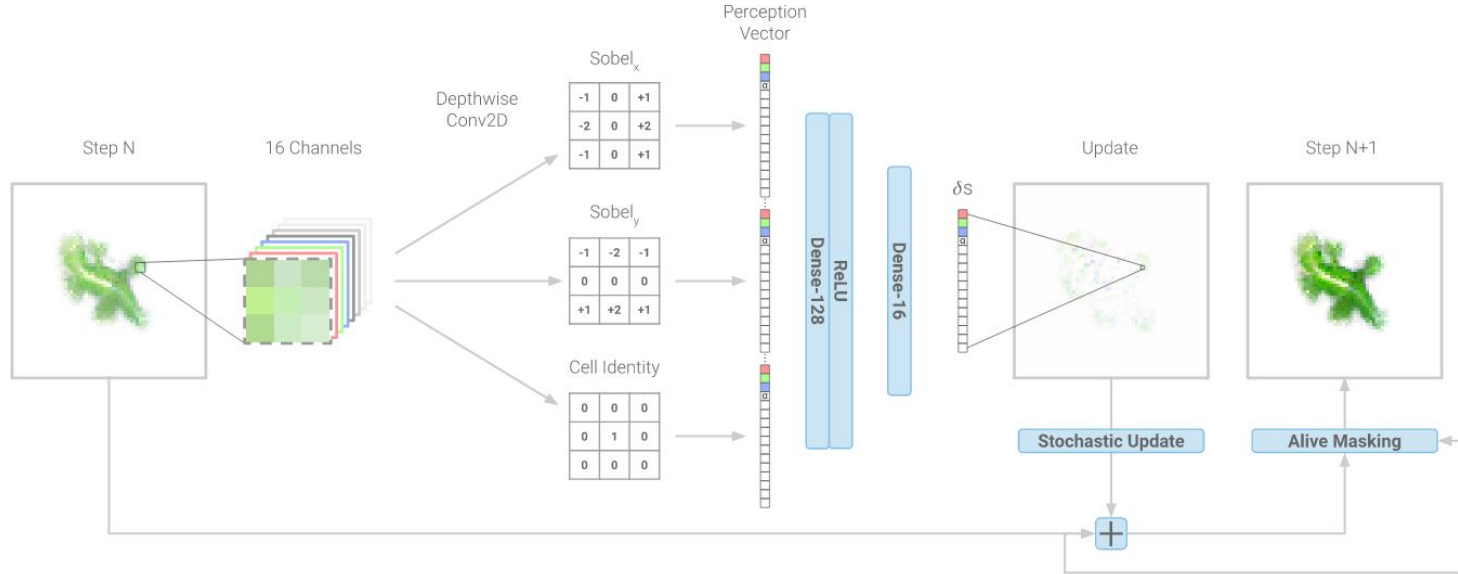 Perception
Vector
Sobelx
Depthwise
Conv2D
-1 0 +1
-2 0 +2
-1 0 +1
α
Step N
16 Channels
Sobely
-1 -2 -1
0 0 0
+1 +2 +1
α
Cell Identity
0 0 0
0 1 0
0 0 0
α
Dense-128
ReLU
Dense-16
δs
α
Update
Step N+1
Stochastic Update
Alive Masking
+